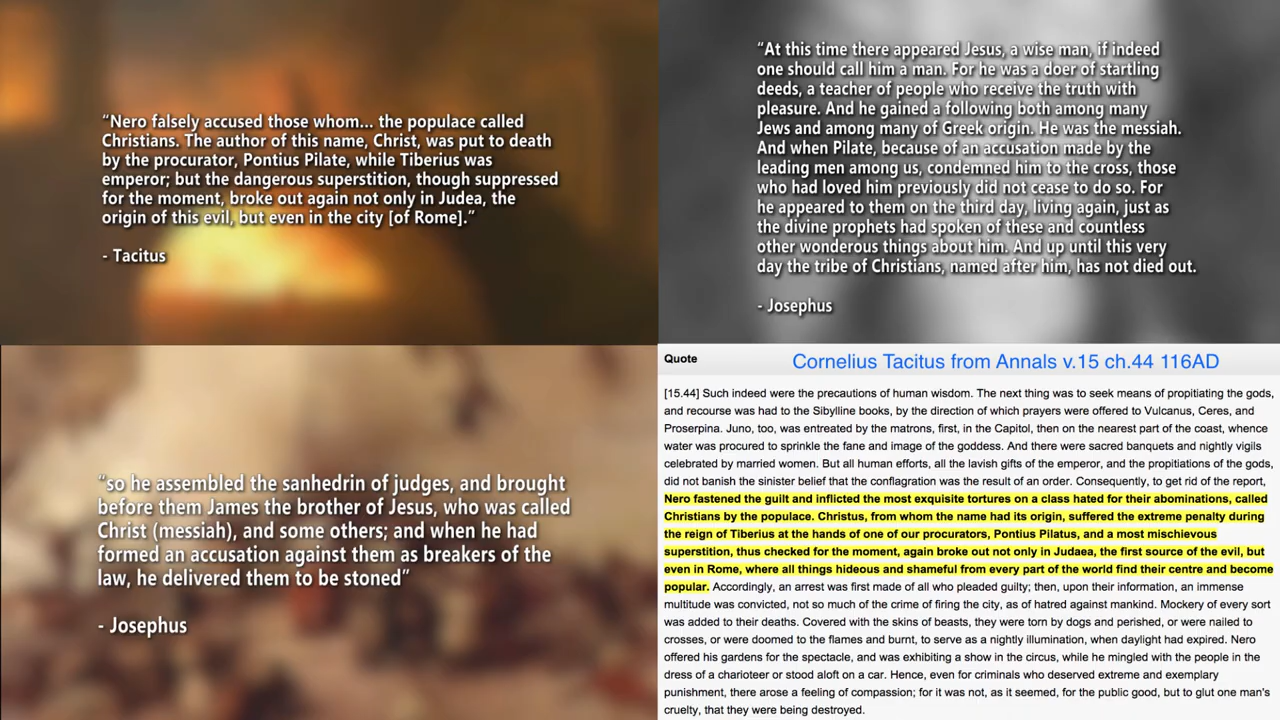 “Nero falsely accused those whom... the populace called
Christians. The author of this name, Christ, was put to death
by the procurator, Pontius Pilate, while Tiberius was
emperor; but the dangerous superstition, though suppressed
for the moment, broke out again not only in Judea, the
origin of this evil, but even in the city [of Rome].”
- Tacitus
“At this time there appeared Jesus, a wise man, if indeed
one should call him a man. For he was a doer of startling
deeds, a teacher of people who receive the truth with
pleasure. And he gained a following both among many
Jews and among many of Greek origin. He was the messiah.
And when Pilate, because of an accusation made by the
leading men among us, condemned him to the cross, those
who had loved him previously did not cease to do so. For
he appeared to them on the third day, living again, just as
the divine prophets had spoken of these and countless
other wonderous things about him. And up until this very
day the tribe of Christians, named after him, has not died out.
- Josephus
“so he assembled the sanhedrin of judges, and brought
before them James the brother of Jesus, who was called
Christ (messiah), and some others; and when he had
formed an accusation against them as breakers of the
law, he delivered them to be stoned”
- Josephus
Quote
Cornelius Tacitus from Annals v.15 ch.44 116AD
[15.44] Such indeed were the precautions of human wisdom. The next thing was to seek means of propitiating the gods,
and recourse was had to the Sibylline books, by the direction of which prayers were offered to Vulcanus, Ceres, and
Proserpina. Juno, too, was entreated by the matrons, first, in the Capitol, then on the nearest part of the coast, whence
water was procured to sprinkle the fane and image of the goddess. And there were sacred banquets and nightly vigils
celebrated by married women. But all human efforts, all the lavish gifts of the emperor, and the propitiations of the gods,
did not banish the sinister belief that the conflagration was the result of an order. Consequently, to get rid of the report,
Nero fastened the guilt and inflicted the most exquisite tortures on a class hated for their abominations, called
Christians by the populace. Christus, from whom the name had its origin, suffered the extreme penalty during
the reign of Tiberius at the hands of one of our procurators, Pontius Pilatus, and a most mischievous
superstition, thus checked for the moment, again broke out not only in Judaea, the first source of the evil, but
even in Rome, where all things hideous and shameful from every part of the world find their centre and become
popular. Accordingly, an arrest was first made of all who pleaded guilty; then, upon their information, an immense
multitude was convicted, not so much of the crime of firing the city, as of hatred against mankind. Mockery of every sort
was added to their deaths. Covered with the skins of beasts, they were torn by dogs and perished, or were nailed to
crosses, or were doomed to the flames and burnt, to serve as a nightly illumination, when daylight had expired. Nero
offered his gardens for the spectacle, and was exhibiting a show in the circus, while he mingled with the people in the
dress of a charioteer or stood aloft on a car. Hence, even for criminals who deserved extreme and exemplary
punishment, there arose a feeling of compassion; for it was not, as it seemed, for the public good, but to glut one man's
cruelty, that they were being destroyed.